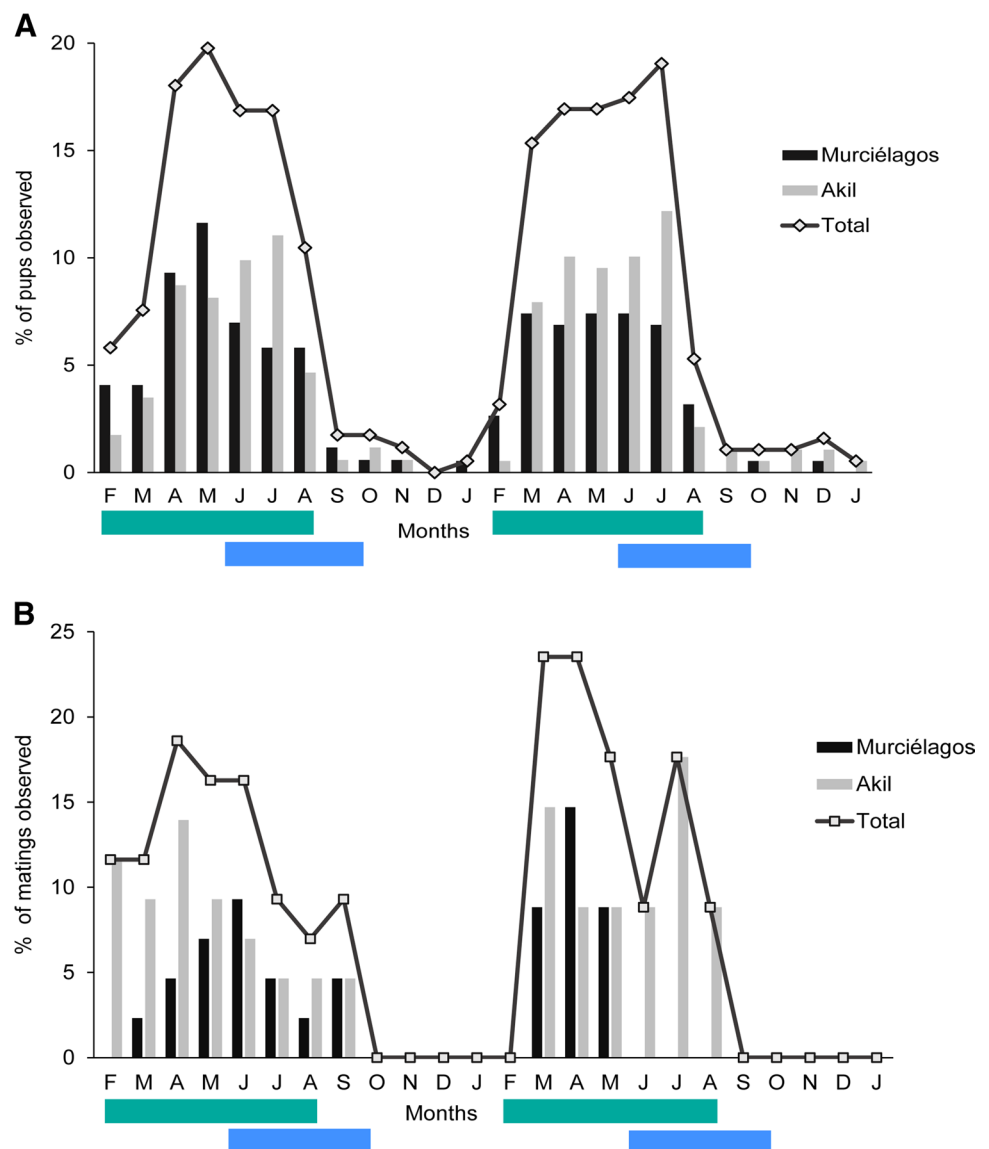 A
20
15
10
5
0
% of pups observed
Murciélagos
Akil
Total
F M A M J J A S O N D J F M A M J J A S O N D J
Months
B
25
20
15
10
5
0
% of matings observed
Murciélagos
Akil
Total
F M A M J J A S O N D J F M A M J J A S O N D J
Months